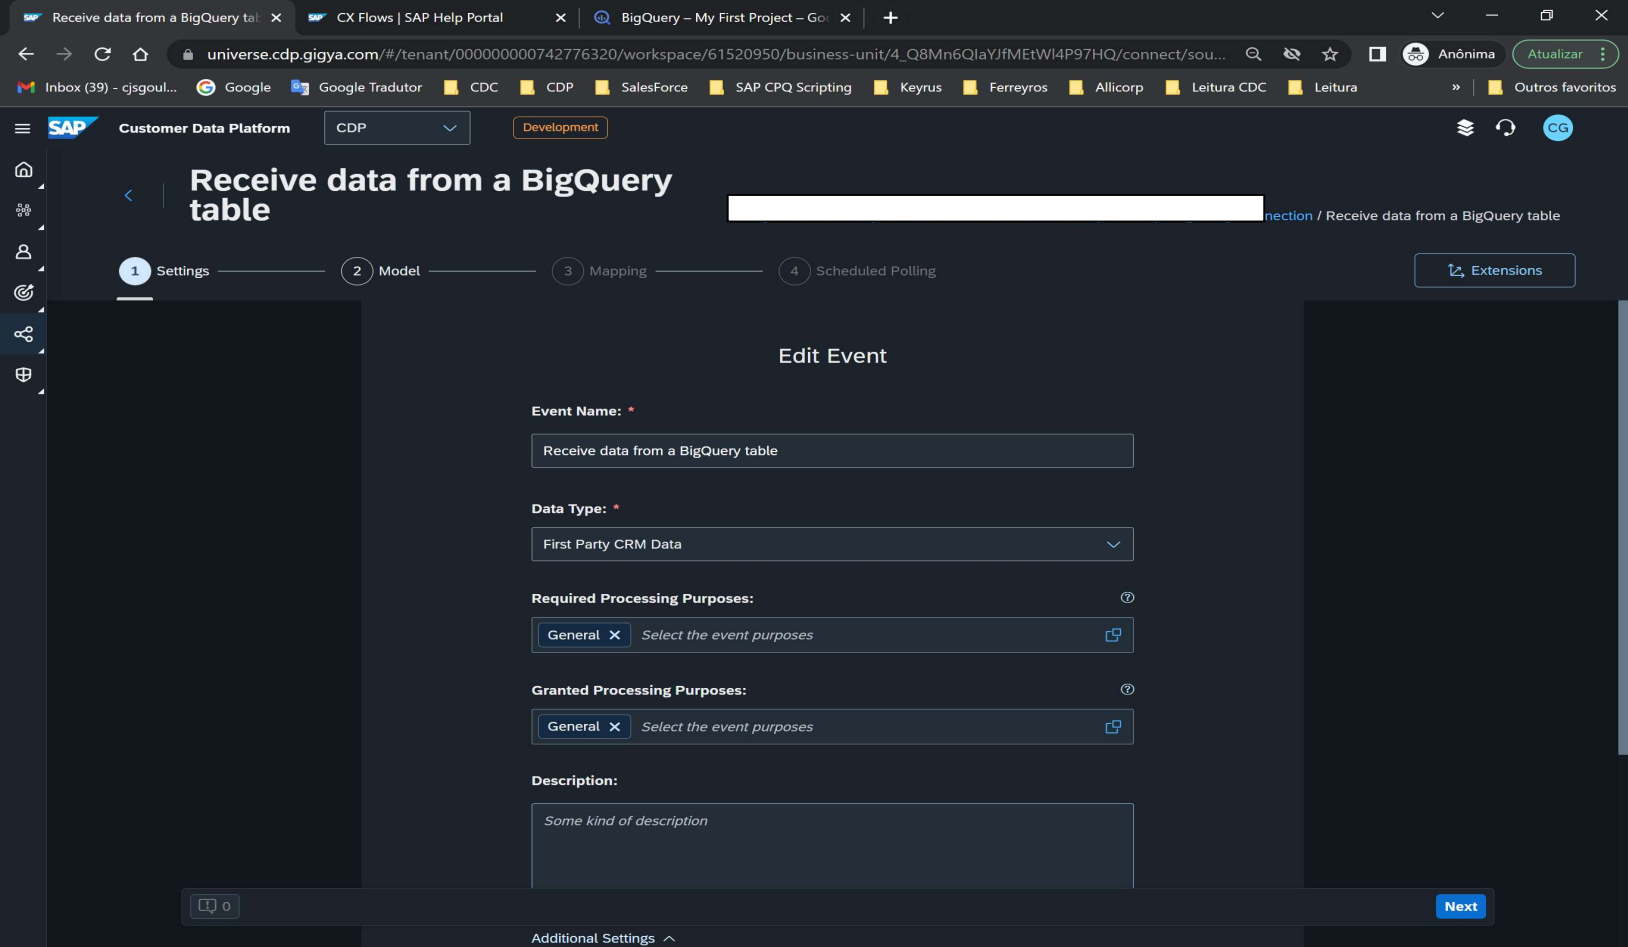 Receive data from a BigQuery tab
CX Flows | SAP Help Portal
BigQuery – My First Project – Goo
universe.cdp.gigya.com/#/tenant/000000000742776320/workspace/61520950/business-unit/4_Q8Mn6QIaYJfMEtWl4P97HQ/connect/sou...
Anônima
Atualizar
Inbox (39) - cjsgoul...
Google
Google Tradutor
CDC
CDP
SalesForce
SAP CPQ Scripting
Keyrus
Ferreyros
Allicorp
Leitura CDC
Leitura
»
Outros favoritos
SAP
Customer Data Platform
CDP
Development
CG
Receive data from a BigQuery
table
nection / Receive data from a BigQuery table
1 Settings
2 Model
3 Mapping
4 Scheduled Polling
Extensions
Edit Event
Event Name: *
Receive data from a BigQuery table
Data Type: *
First Party CRM Data
Required Processing Purposes:
General
Select the event purposes
Granted Processing Purposes:
General
Select the event purposes
Description:
Some kind of description
0
Next
Additional Settings